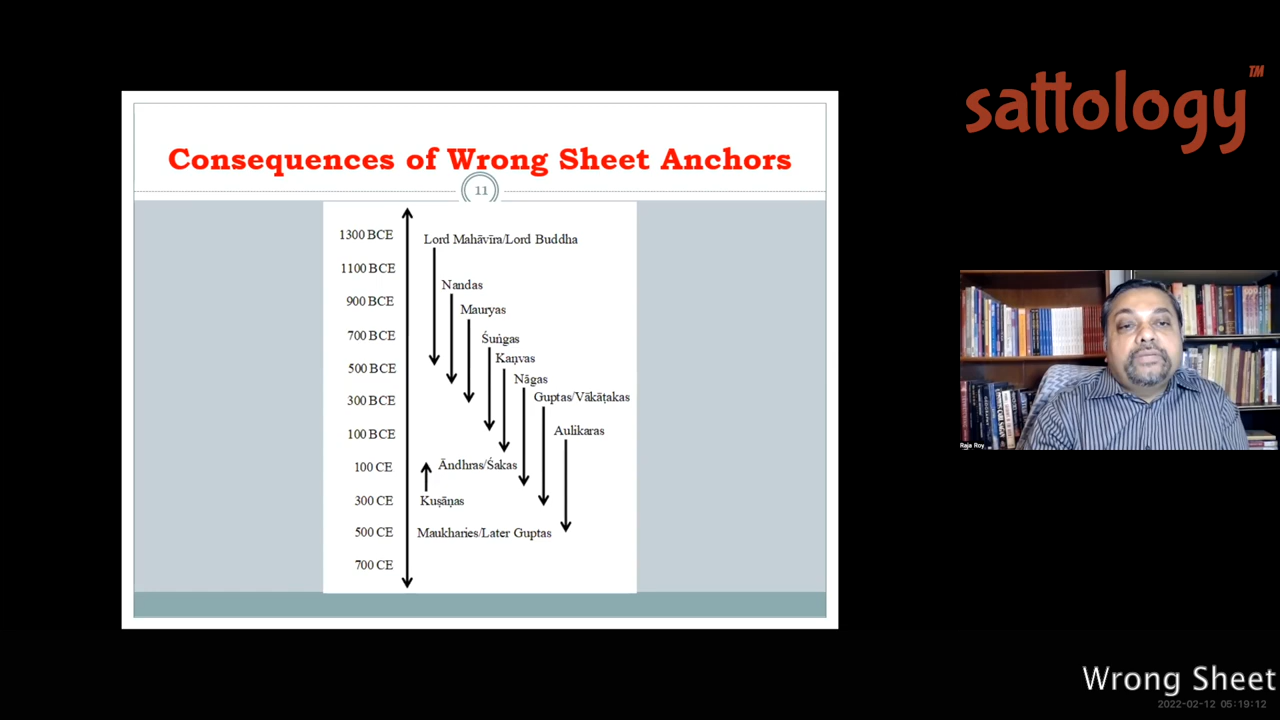 sattology™
Consequences of Wrong Sheet Anchors
11
1300 BCE
Lord Mahāvīra/Lord Buddha
1100 BCE
Nandas
900 BCE
Mauryas
700 BCE
Śuṅgas
Kaṇvas
500 BCE
Nāgas
Guptas/Vākāṭakas
300 BCE
Aulikaras
100 BCE
Āndhras/Śakas
100 CE
Kuṣāṇas
300 CE
500 CE
Maukharies/Later Guptas
700 CE
Raja Roy
Wrong Sheet
2022-02-12 05:19:12